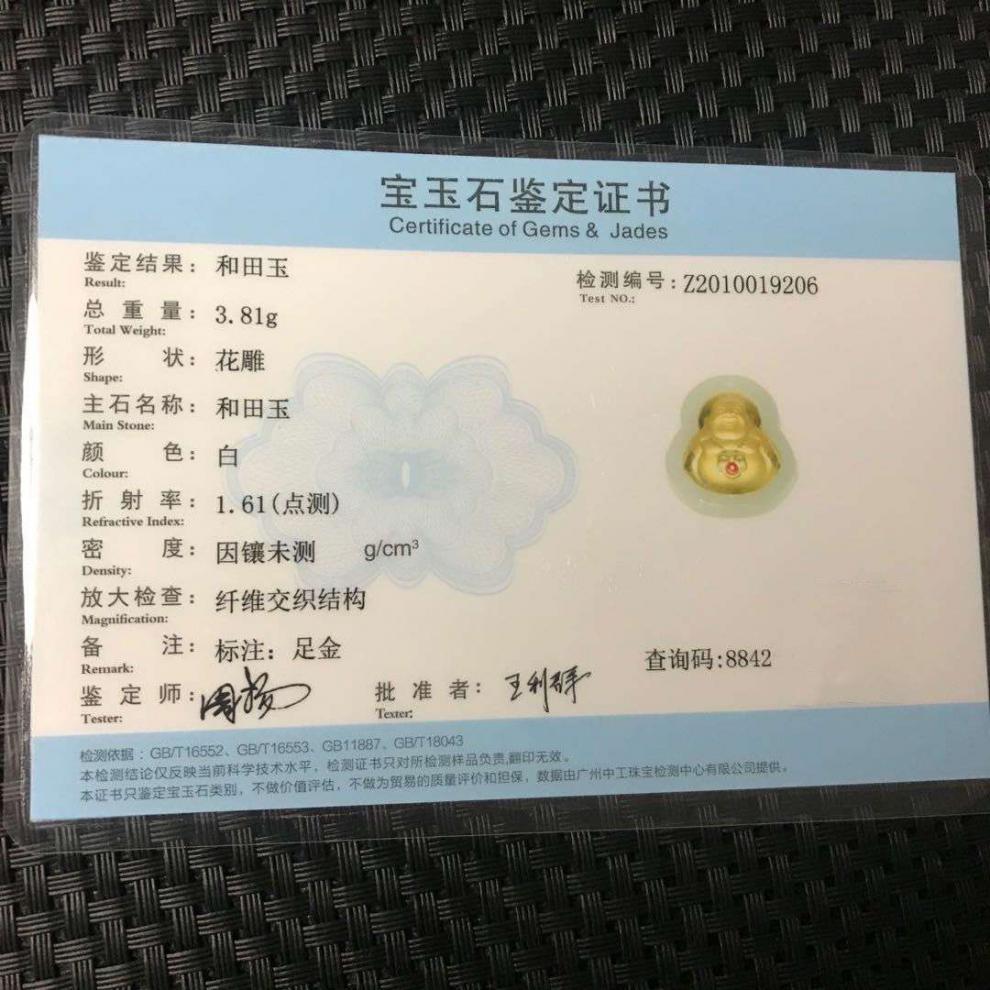 宝玉石鉴定证书
Certificate of Gems & Jades
鉴定结果：和田玉
Result:
检测编号：Z2010019206
Test NO.:
总重量：3.81g
Total Weight:
形状：花雕
Shape:
主石名称：和田玉
Main Stone:
颜色：白
Colour:
折射率：1.61(点测)
Refractive Index:
密度：因镶未测 g/cm³
Density:
放大检查：纤维交织结构
Magnification:
备注：标注：足金
Remark:
查询码:8842
鉴定师：周扬
Tester:
批准者：王利群
Texter:
检测依据：GB/T16552、GB/T16553、GB11887、GB/T18043
本检测结论仅反映当前科学技术水平，检测证书只对所检测样品负责,翻印无效。
本证书只鉴定宝玉石类别，不做价值评估，不做为贸易的质量评价和担保，数据由广州中工珠宝检测中心有限公司提供。